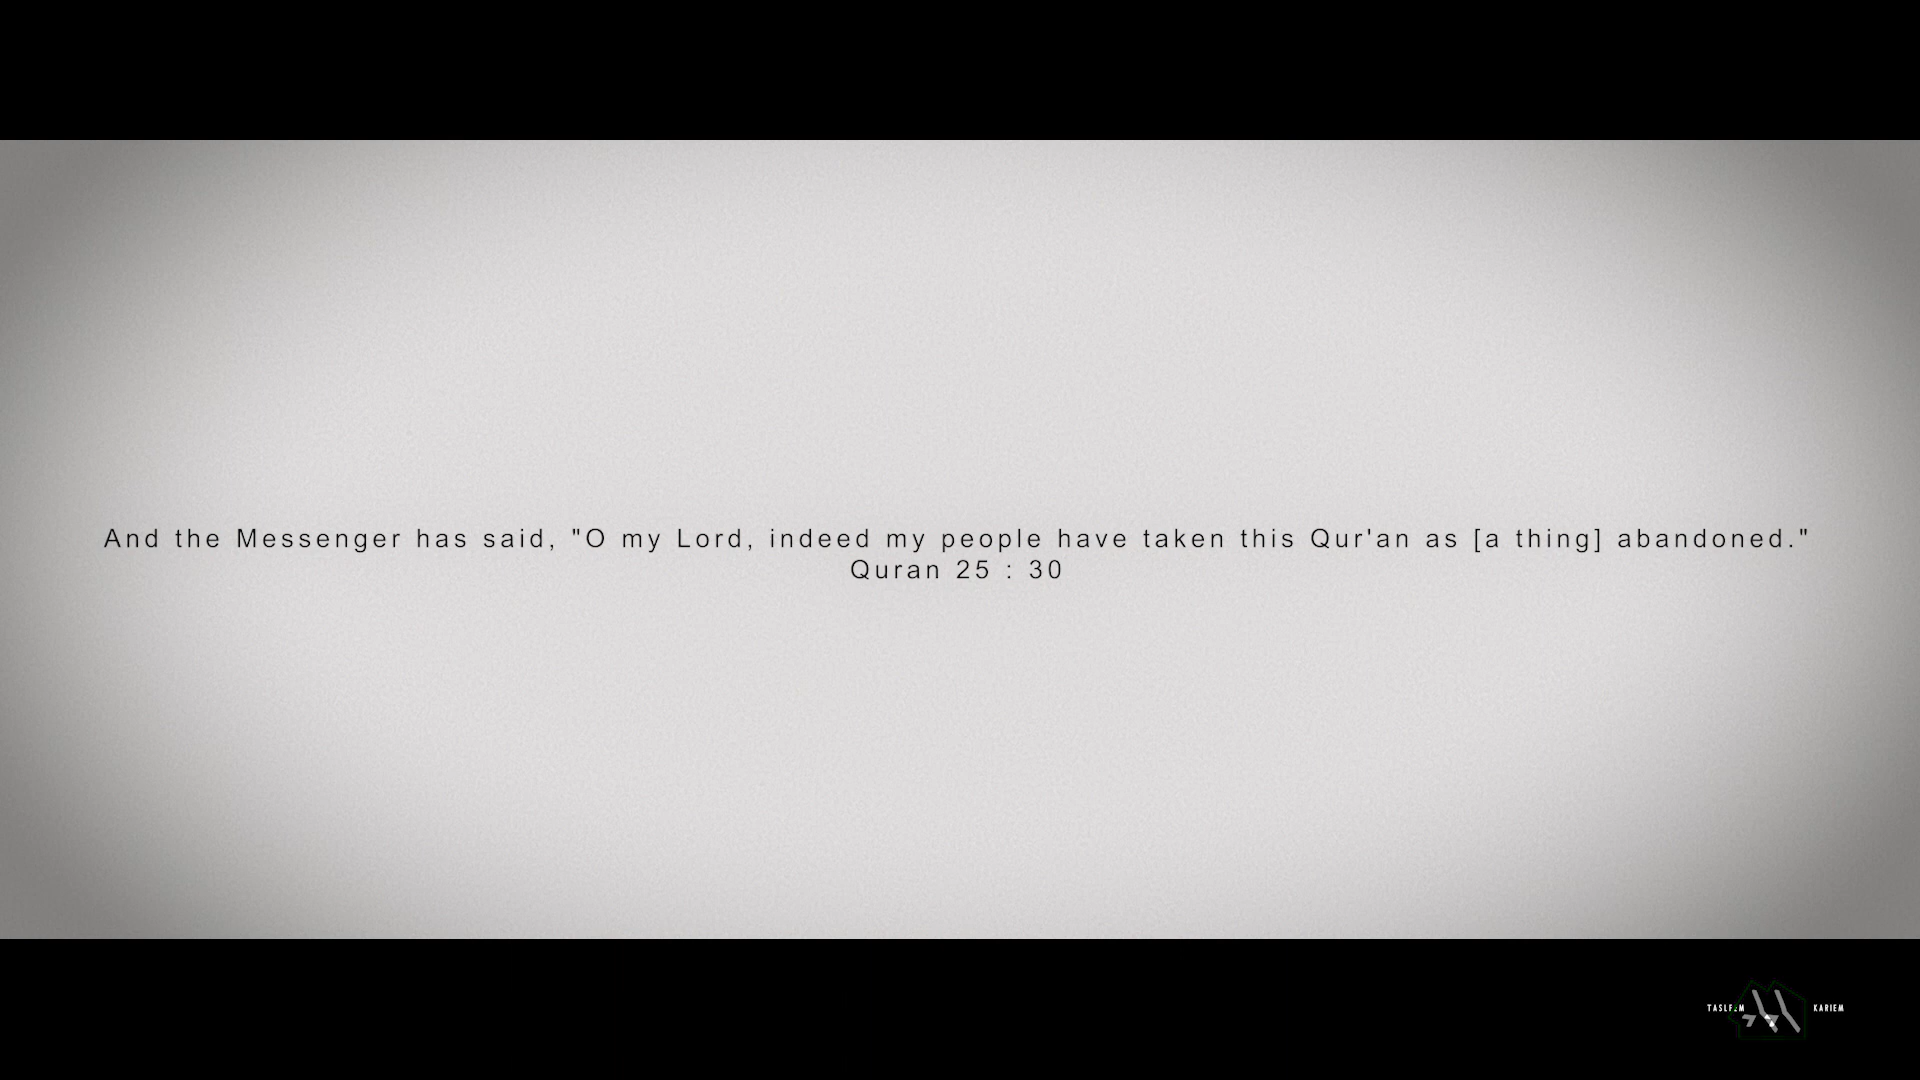 And the Messenger has said, "O my Lord, indeed my people have taken this Qur'an as [a thing] abandoned."
Quran 25 : 30
KARIEM